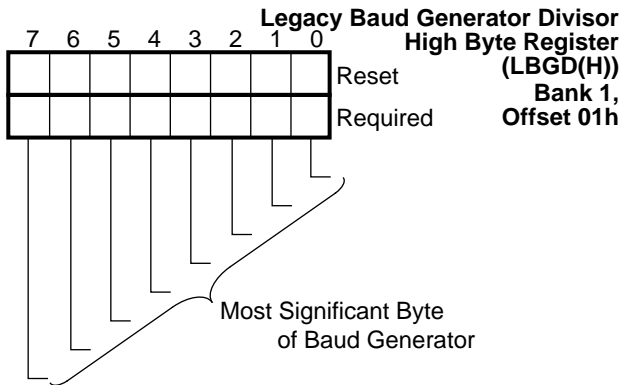 Legacy Baud Generator Divisor
High Byte Register
(LBGD(H))
Bank 1,
Offset 01h
7 6 5 4 3 2 1 0
Reset
Required
Most Significant Byte
of Baud Generator